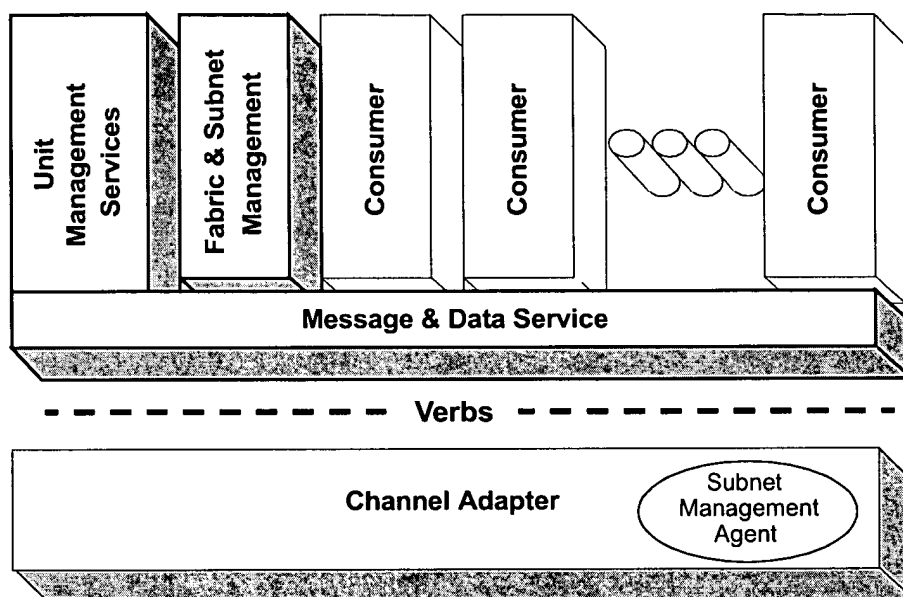 Unit
Management
Services
Fabric & Subnet
Management
Consumer
Consumer
Consumer
Message & Data Service
Verbs
Channel Adapter
Subnet
Management
Agent